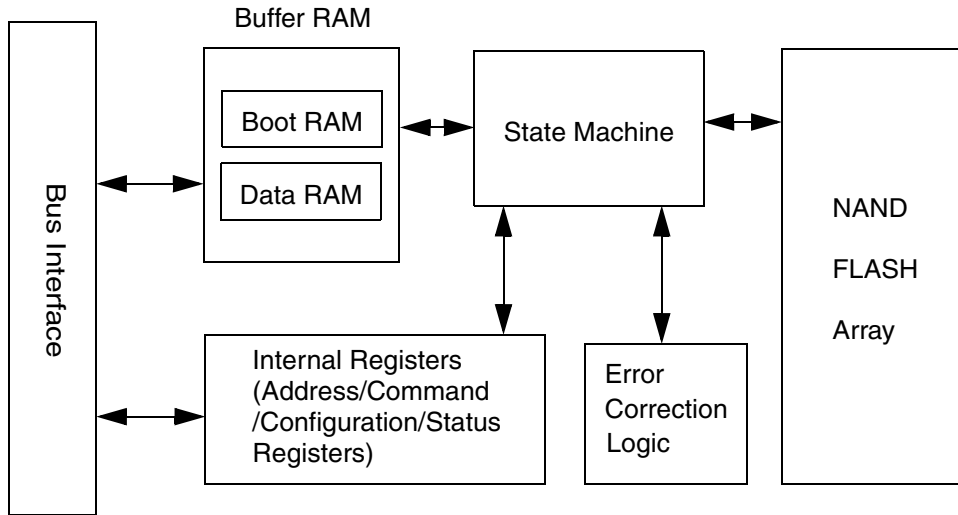 Buffer RAM
Bus Interface
Boot RAM
Data RAM
State Machine
NAND
FLASH
Array
Internal Registers
(Address/Command
/Configuration/Status
Registers)
Error
Correction
Logic